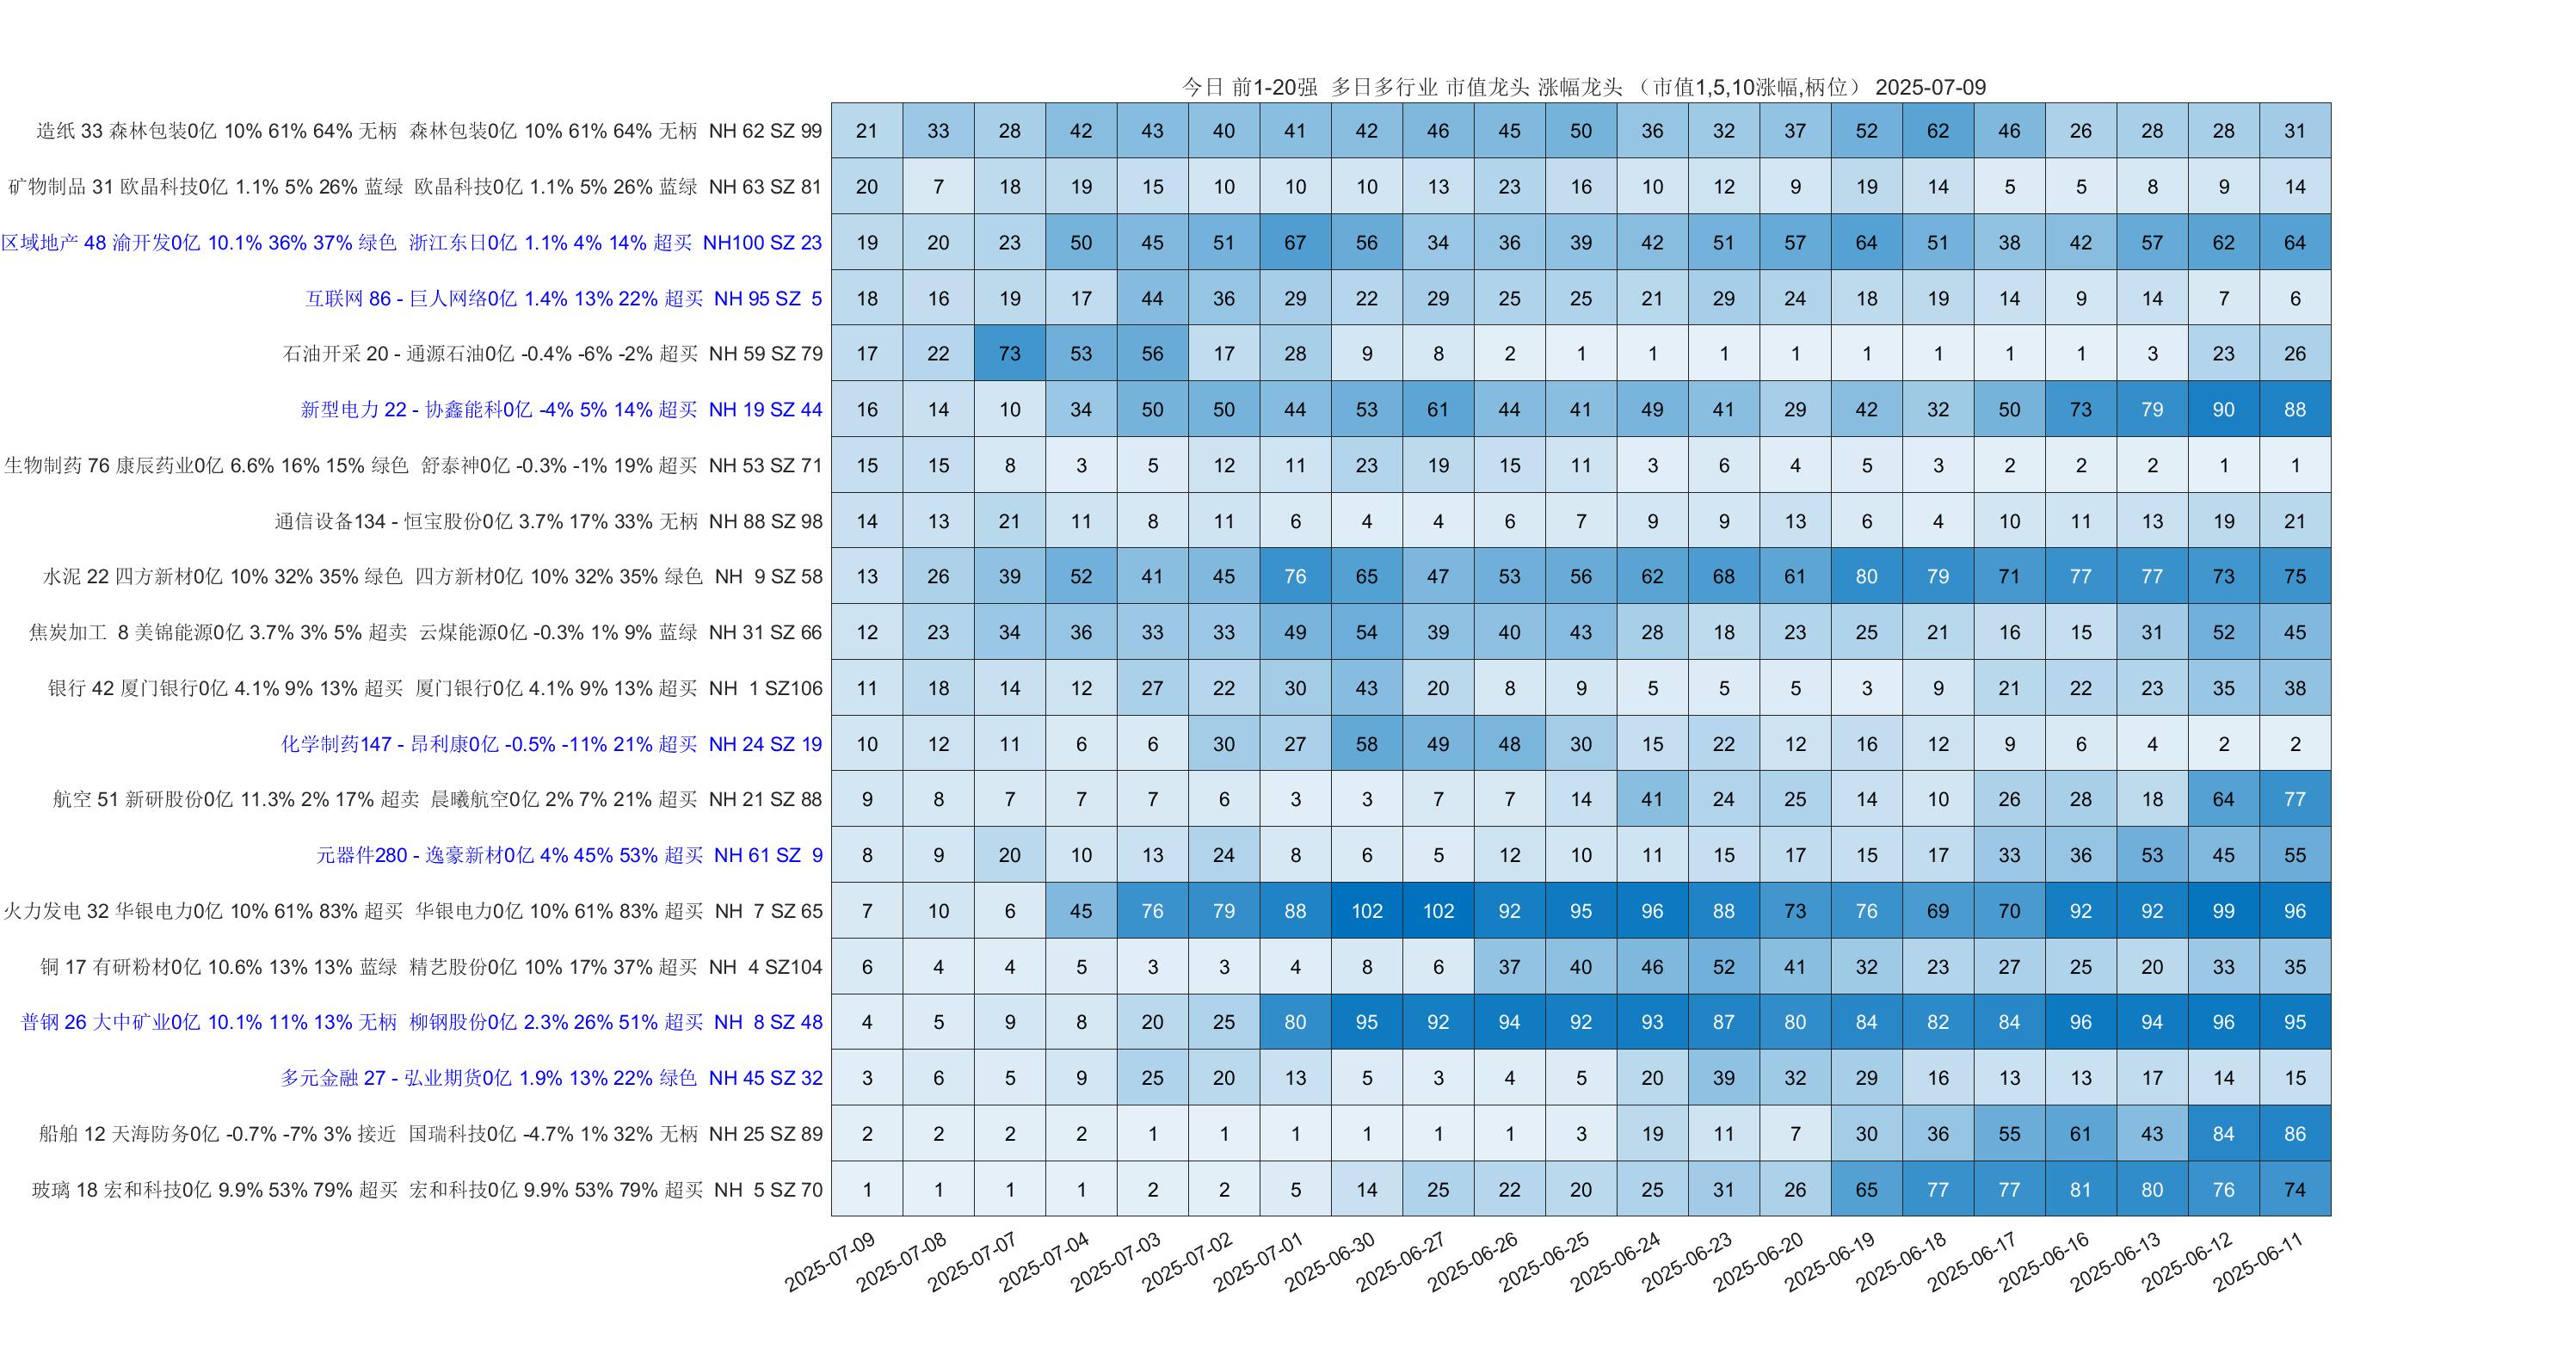 今日 前1-20强 多日多行业 市值龙头 涨幅龙头 （市值1,5,10涨幅,柄位） 2025-07-09
造纸 33 森林包装0亿 10% 61% 64% 无柄 森林包装0亿 10% 61% 64% 无柄 NH 62 SZ 99 21 33 28 42 43 40 41 42 46 45 50 36 32 37 52 62 46 26 28 28 31
矿物制品 31 欧晶科技0亿 1.1% 5% 26% 蓝绿 欧晶科技0亿 1.1% 5% 26% 蓝绿 NH 63 SZ 81 20 7 18 19 15 10 10 10 13 23 16 10 12 9 19 14 5 5 8 9 14
区域地产 48 渝开发0亿 10.1% 36% 37% 绿色 浙江东日0亿 1.1% 4% 14% 超买 NH100 SZ 23 19 20 23 50 45 51 67 56 34 36 39 42 51 57 64 51 38 42 57 62 64
互联网 86 - 巨人网络0亿 1.4% 13% 22% 超买 NH 95 SZ 5 18 16 19 17 44 36 29 22 29 25 25 21 29 24 18 19 14 9 14 7 6
石油开采 20 - 通源石油0亿 -0.4% -6% -2% 超买 NH 59 SZ 79 17 22 73 53 56 17 28 9 8 2 1 1 1 1 1 1 1 1 3 23 26
新型电力 22 - 协鑫能科0亿 -4% 5% 14% 超买 NH 19 SZ 44 16 14 10 34 50 50 44 53 61 44 41 49 41 29 42 32 50 73 79 90 88
生物制药 76 康辰药业0亿 6.6% 16% 15% 绿色 舒泰神0亿 -0.3% -1% 19% 超买 NH 53 SZ 71 15 15 8 3 5 12 11 23 19 15 11 3 6 4 5 3 2 2 2 1 1
通信设备134 - 恒宝股份0亿 3.7% 17% 33% 无柄 NH 88 SZ 98 14 13 21 11 8 11 6 4 4 6 7 9 9 13 6 4 10 11 13 19 21
水泥 22 四方新材0亿 10% 32% 35% 绿色 四方新材0亿 10% 32% 35% 绿色 NH 9 SZ 58 13 26 39 52 41 45 76 65 47 53 56 62 68 61 80 79 71 77 77 73 75
焦炭加工 8 美锦能源0亿 3.7% 3% 5% 超卖 云煤能源0亿 -0.3% 1% 9% 蓝绿 NH 31 SZ 66 12 23 34 36 33 33 49 54 39 40 43 28 18 23 25 21 16 15 31 52 45
银行 42 厦门银行0亿 4.1% 9% 13% 超买 厦门银行0亿 4.1% 9% 13% 超买 NH 1 SZ106 11 18 14 12 27 22 30 43 20 8 9 5 5 5 3 9 21 22 23 35 38
化学制药147 - 昂利康0亿 -0.5% -11% 21% 超买 NH 24 SZ 19 10 12 11 6 6 30 27 58 49 48 30 15 22 12 16 12 9 6 4 2 2
航空 51 新研股份0亿 11.3% 2% 17% 超卖 晨曦航空0亿 2% 7% 21% 超买 NH 21 SZ 88 9 8 7 7 7 6 3 3 7 7 14 41 24 25 14 10 26 28 18 64 77
元器件280 - 逸豪新材0亿 4% 45% 53% 超买 NH 61 SZ 9 8 9 20 10 13 24 8 6 5 12 10 11 15 17 15 17 33 36 53 45 55
火力发电 32 华银电力0亿 10% 61% 83% 超买 华银电力0亿 10% 61% 83% 超买 NH 7 SZ 65 7 10 6 45 76 79 88 102 102 92 95 96 88 73 76 69 70 92 92 99 96
铜 17 有研粉材0亿 10.6% 13% 13% 蓝绿 精艺股份0亿 10% 17% 37% 超买 NH 4 SZ104 6 4 4 5 3 3 4 8 6 37 40 46 52 41 32 23 27 25 20 33 35
普钢 26 大中矿业0亿 10.1% 11% 13% 无柄 柳钢股份0亿 2.3% 26% 51% 超买 NH 8 SZ 48 4 5 9 8 20 25 80 95 92 94 92 93 87 80 84 82 84 96 94 96 95
多元金融 27 - 弘业期货0亿 1.9% 13% 22% 绿色 NH 45 SZ 32 3 6 5 9 25 20 13 5 3 4 5 20 39 32 29 16 13 13 17 14 15
船舶 12 天海防务0亿 -0.7% -7% 3% 接近 国瑞科技0亿 -4.7% 1% 32% 无柄 NH 25 SZ 89 2 2 2 2 1 1 1 1 1 1 3 19 11 7 30 36 55 61 43 84 86
玻璃 18 宏和科技0亿 9.9% 53% 79% 超买 宏和科技0亿 9.9% 53% 79% 超买 NH 5 SZ 70 1 1 1 1 2 2 5 14 25 22 20 25 31 26 65 77 77 81 80 76 74
2025-07-09 2025-07-08 2025-07-07 2025-07-04 2025-07-03 2025-07-02 2025-07-01 2025-06-30 2025-06-27 2025-06-26 2025-06-25 2025-06-24 2025-06-23 2025-06-20 2025-06-19 2025-06-18 2025-06-17 2025-06-16 2025-06-13 2025-06-12 2025-06-11